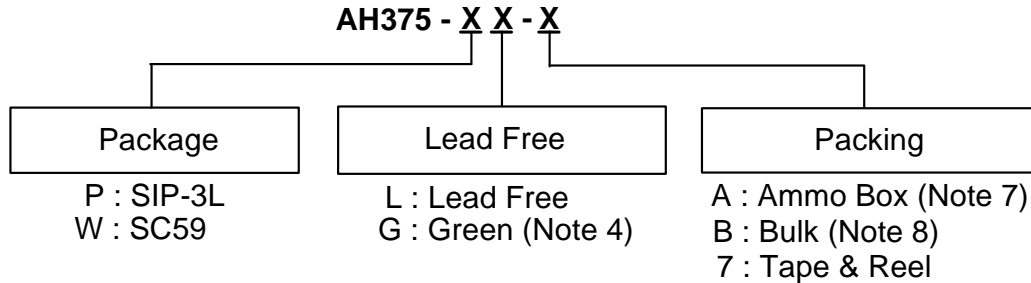 AH375 - X X - X
Package
Lead Free
Packing
P : SIP-3L
W : SC59
L : Lead Free
G : Green (Note 4)
A : Ammo Box (Note 7)
B : Bulk (Note 8)
7 : Tape & Reel